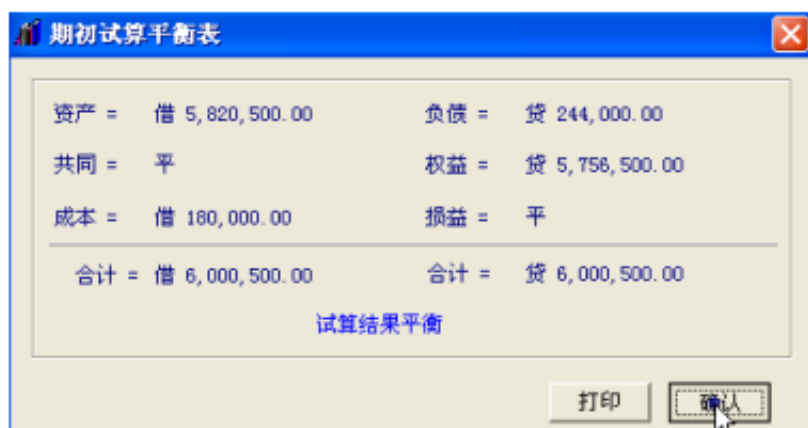 期初试算平衡表
资产 = 借 5,820,500.00 负债 = 贷 244,000.00
共同 = 平 权益 = 贷 5,756,500.00
成本 = 借 180,000.00 损益 = 平
合计 = 借 6,000,500.00 合计 = 贷 6,000,500.00
试算结果平衡
打印 确认